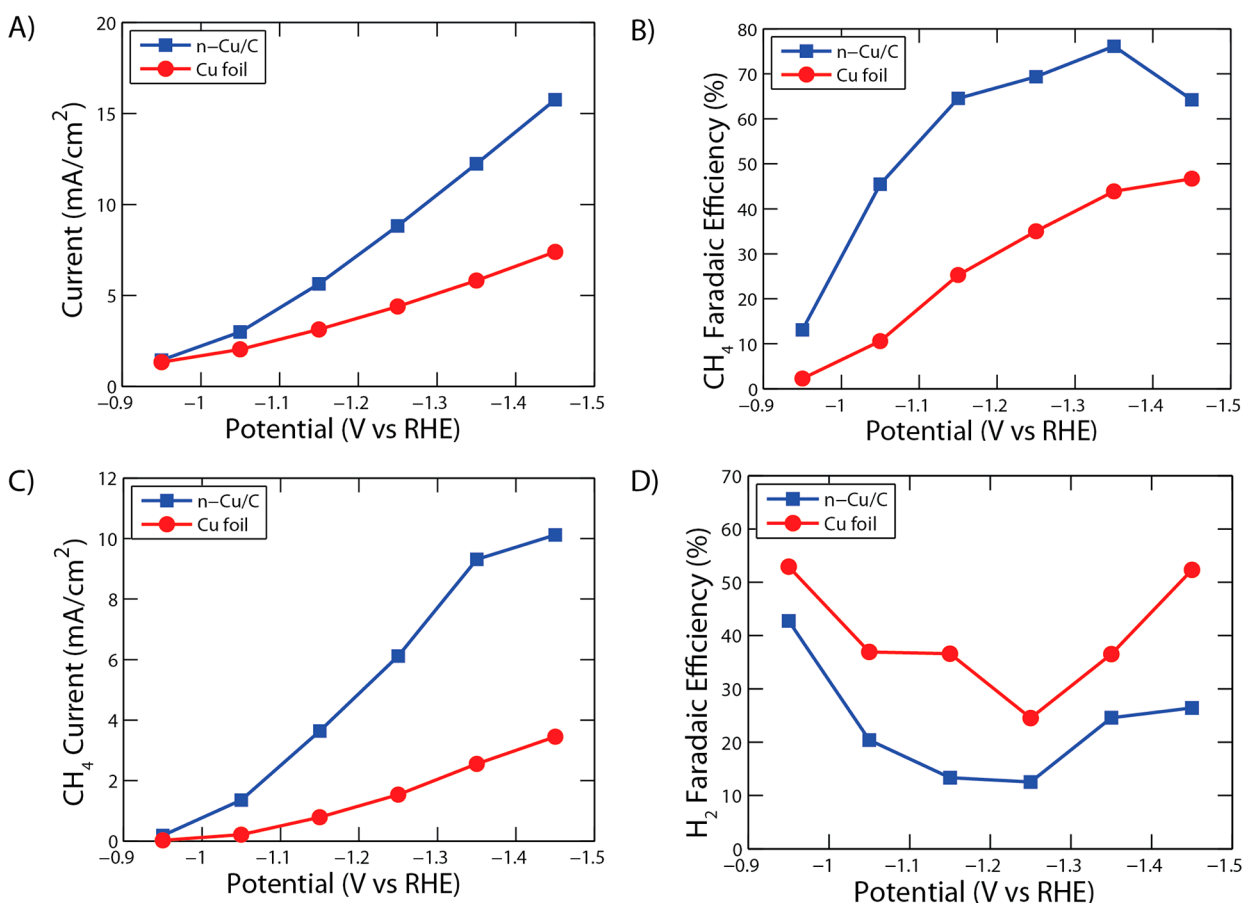 A)
n−Cu/C
Cu foil
Current (mA/cm²)
20
15
10
5
0
−0.9 −1 −1.1 −1.2 −1.3 −1.4 −1.5
Potential (V vs RHE)
B)
n−Cu/C
Cu foil
CH₄ Faradaic Efficiency (%)
80
70
60
50
40
30
20
10
0
−0.9 −1 −1.1 −1.2 −1.3 −1.4 −1.5
Potential (V vs RHE)
C)
n−Cu/C
Cu foil
CH₄ Current (mA/cm²)
12
10
8
6
4
2
0
−0.9 −1 −1.1 −1.2 −1.3 −1.4 −1.5
Potential (V vs RHE)
D)
n−Cu/C
Cu foil
H₂ Faradaic Efficiency (%)
70
60
50
40
30
20
10
0
−0.9 −1 −1.1 −1.2 −1.3 −1.4 −1.5
Potential (V vs RHE)